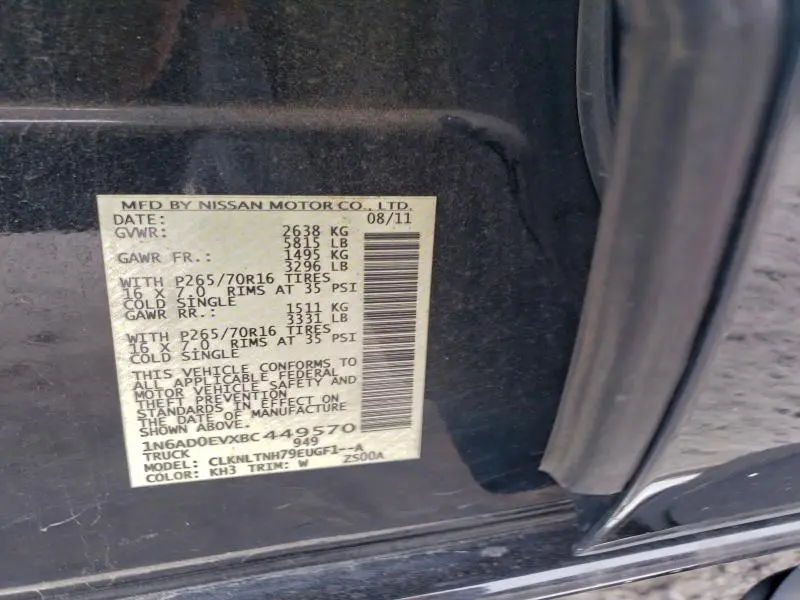 MFD BY NISSAN MOTOR CO., LTD.
DATE: 08/11
GVWR: 2638 KG
5815 LB
GAWR FR.: 1495 KG
3296 LB
WITH P265/70R16 TIRES
16 X 7.0 RIMS AT 35 PSI
COLD SINGLE
GAWR RR.: 1511 KG
3331 LB
WITH P265/70R16 TIRES
16 X 7.0 RIMS AT 35 PSI
COLD SINGLE
THIS VEHICLE CONFORMS TO
ALL APPLICABLE FEDERAL
MOTOR VEHICLE SAFETY AND
THEFT PREVENTION
STANDARDS IN EFFECT ON
THE DATE OF MANUFACTURE
SHOWN ABOVE.
1N6AD0EVXBC449570
TRUCK 949
MODEL: CLKNLTNH79EUGF1--A
COLOR: KH3 TRIM: W ZS00A